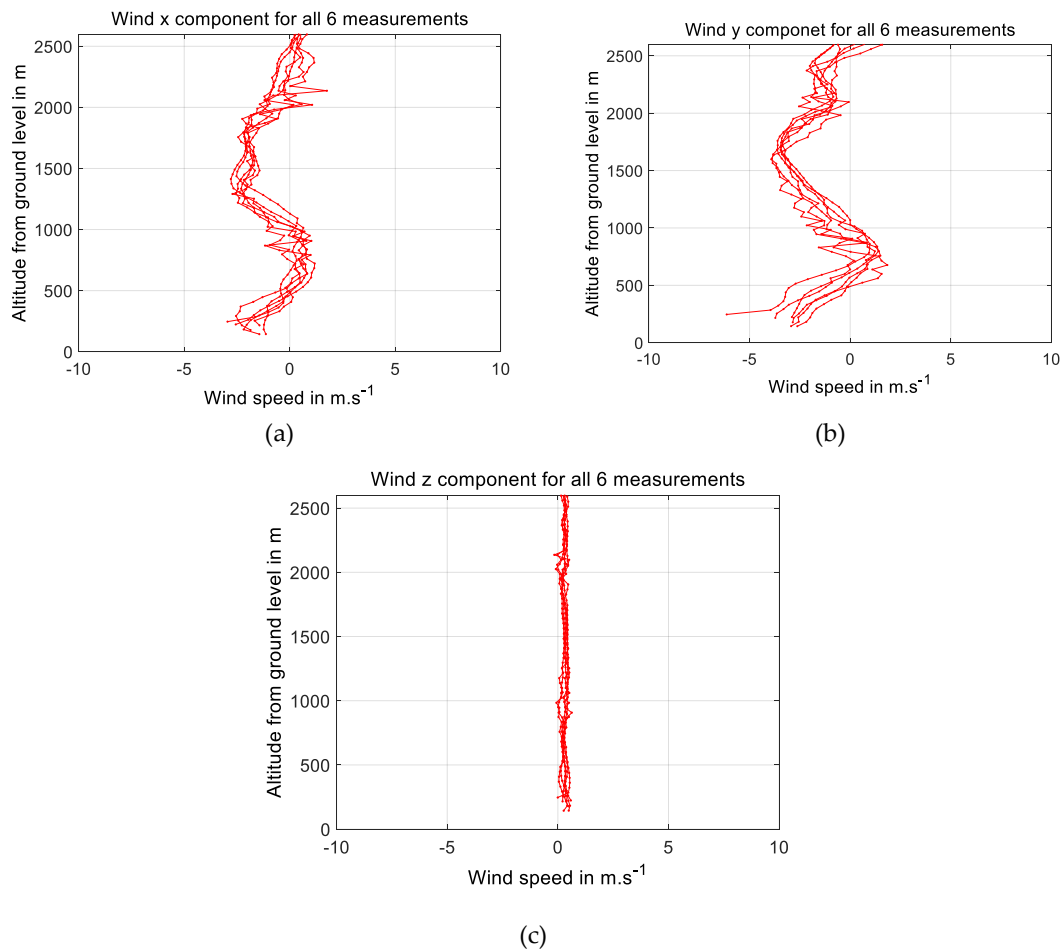 Wind x component for all 6 measurements
2500
2000
1500
1000
500
0
Altitude from ground level in m
-10
-5
0
5
10
Wind speed in m.s-1
(a)
Wind y componet for all 6 measurements
2500
2000
1500
1000
500
0
Altitude from ground level in m
-10
-5
0
5
10
Wind speed in m.s-1
(b)
Wind z component for all 6 measurements
2500
2000
1500
1000
500
0
Altitude from ground level in m
-10
-5
0
5
10
Wind speed in m.s-1
(c)